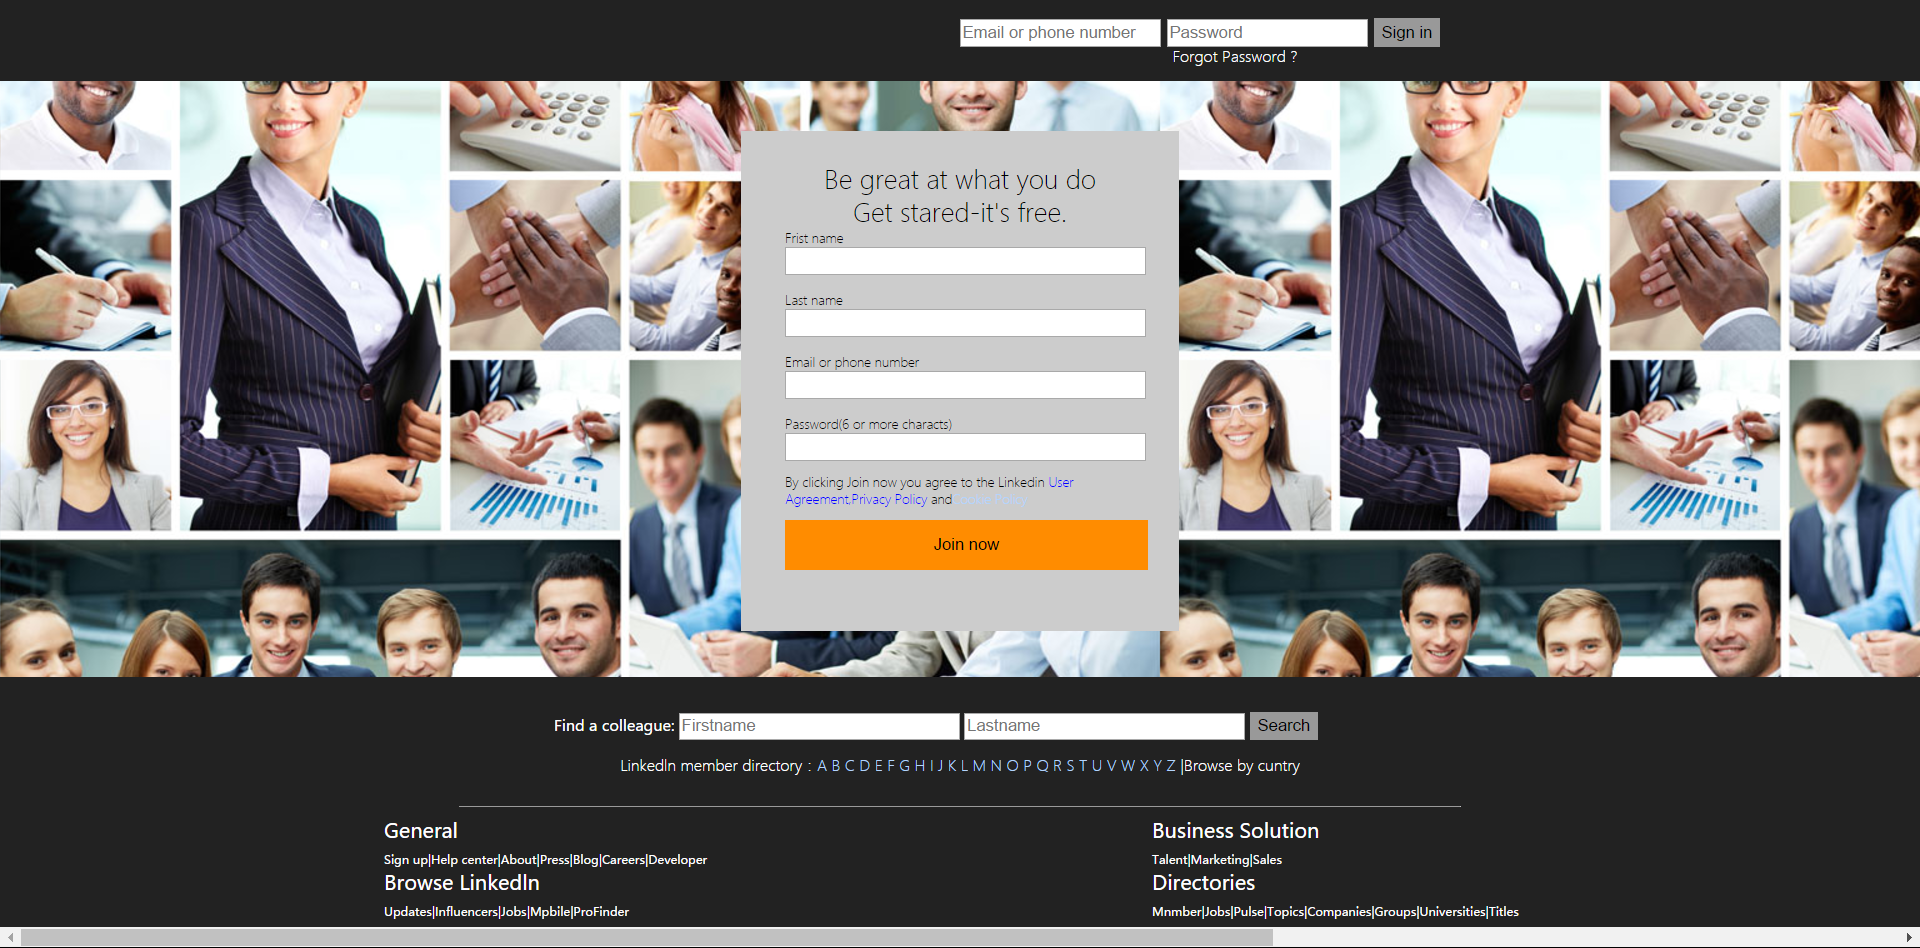 Email or phone number Password Sign in
Forgot Password ?
Be great at what you do
Get stared-it's free.
Frist name
Last name
Email or phone number
Password(6 or more characts)
By clicking Join now you agree to the Linkedin User
Agreement,Privacy Policy and
Join now
Find a colleague: Firstname Lastname Search
LinkedIn member directory : A B C D E F G H I J K L M N O P Q R S T U V W X Y Z |Browse by cuntry
General
Sign up|Help center|About|Press|Blog|Careers|Developer
Browse LinkedIn
Updates|Influencers|Jobs|Mpbile|ProFinder
Business Solution
Talent|Marketing|Sales
Directories
Mnmber|Jobs|Pulse|Topics|Companies|Groups|Universities|Titles